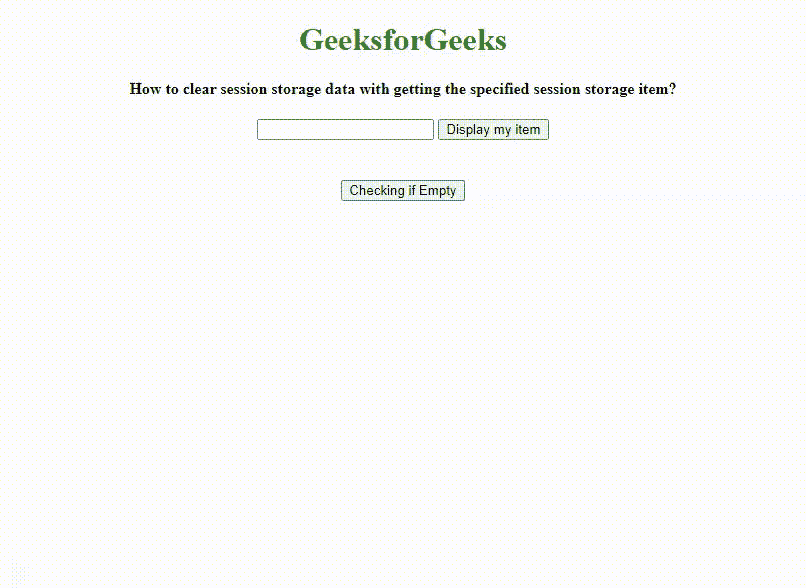 GeeksforGeeks
How to clear session storage data with getting the specified session storage item?
Display my item
Checking if Empty